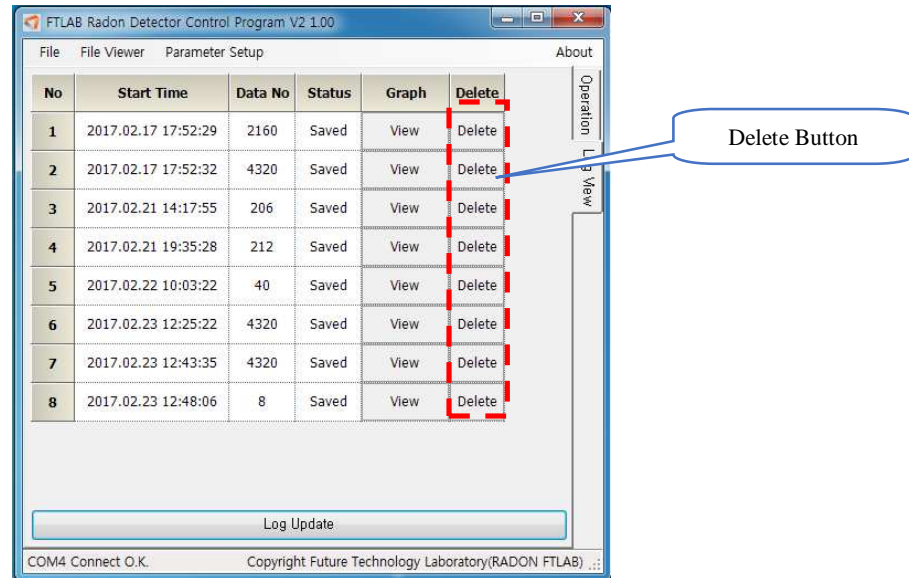 FTLAB Radon Detector Control Program V2 1.00
File File Viewer Parameter Setup About
No Start Time Data No Status Graph Delete
1 2017.02.17 17:52:29 2160 Saved View Delete
2 2017.02.17 17:52:32 4320 Saved View Delete
3 2017.02.21 14:17:55 206 Saved View Delete
4 2017.02.21 19:35:28 212 Saved View Delete
5 2017.02.22 10:03:22 40 Saved View Delete
6 2017.02.23 12:25:22 4320 Saved View Delete
7 2017.02.23 12:43:35 4320 Saved View Delete
8 2017.02.23 12:48:06 8 Saved View Delete
Operation
Log View
Delete Button
Log Update
COM4 Connect O.K. Copyright Future Technology Laboratory(RADON FTLAB)